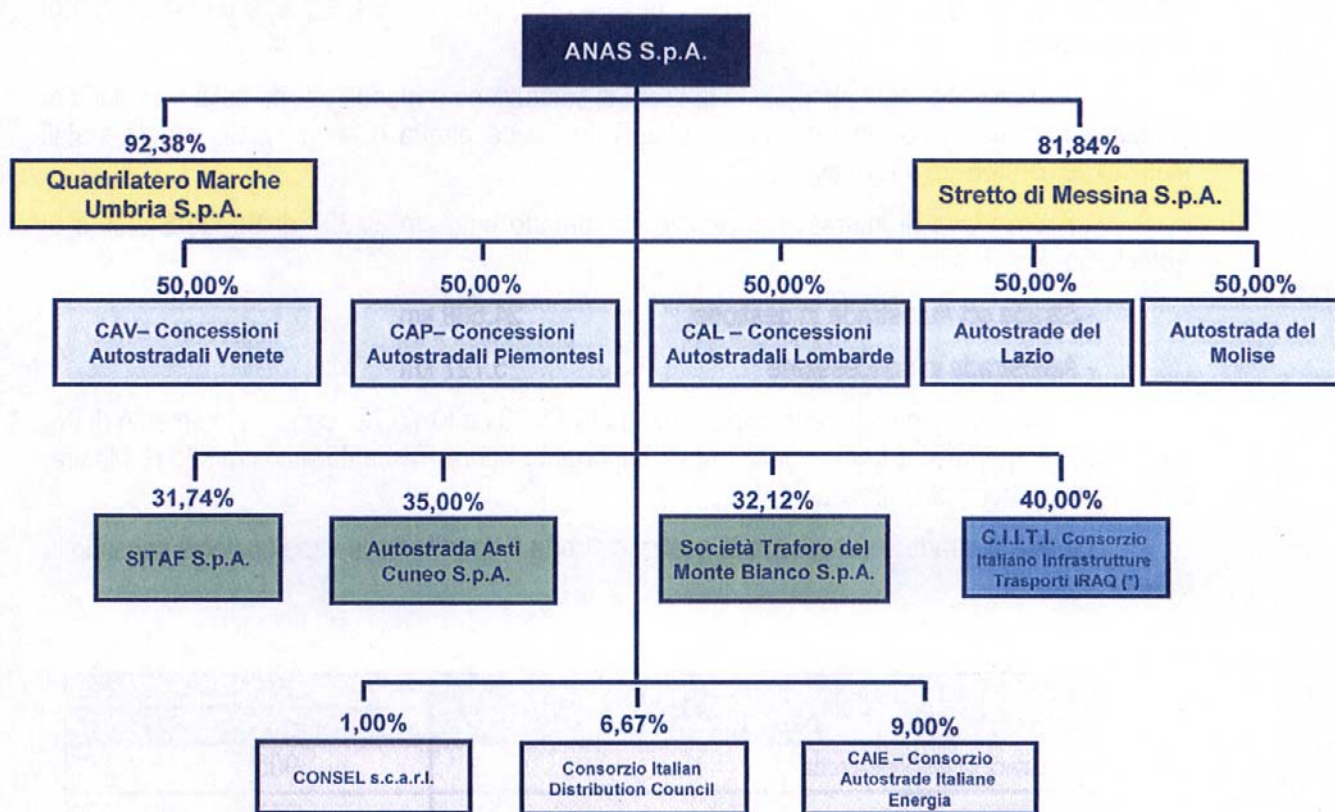 ANAS S.p.A.
92,38%
Quadrilatero Marche
Umbria S.p.A.
81,84%
Stretto di Messina S.p.A.
50,00%
CAV– Concessioni
Autostradali Venete
50,00%
CAP– Concessioni
Autostradali Piemontesi
50,00%
CAL – Concessioni
Autostradali Lombarde
50,00%
Autostrade del
Lazio
50,00%
Autostrada del
Molise
31,74%
SITAF S.p.A.
35,00%
Autostrada Asti
Cuneo S.p.A.
32,12%
Società Traforo del
Monte Bianco S.p.A.
40,00%
C.I.I.T.I. Consorzio
Italiano Infrastrutture
Trasporti IRAQ (*)
1,00%
CONSEL s.c.a.r.l.
6,67%
Consorzio Italian
Distribution Council
9,00%
CAIE – Consorzio
Autostrade Italiane
Energia